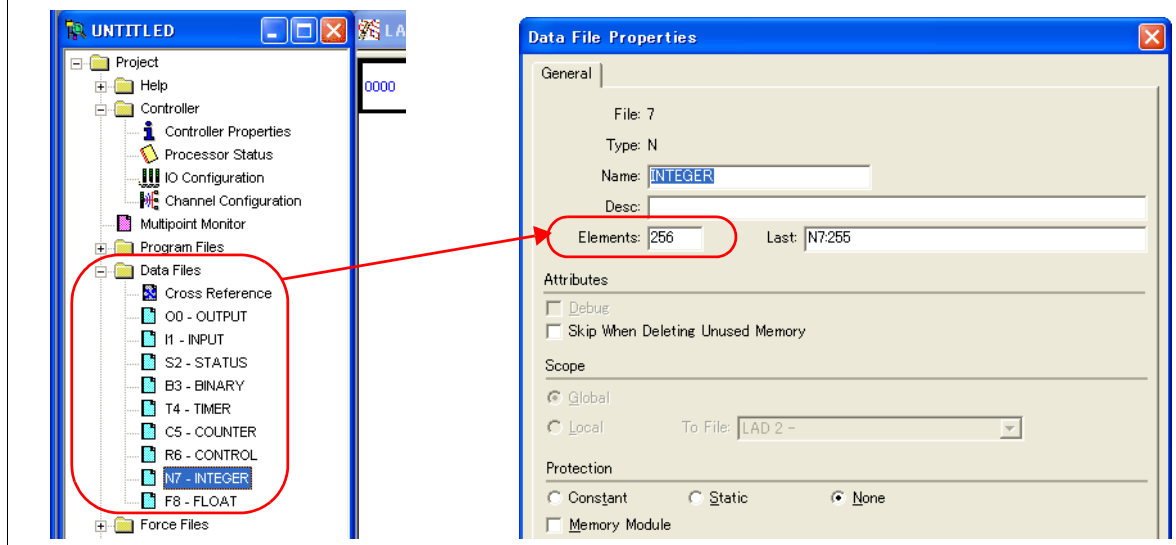 UNTITLED
LA
Project
Help
Controller
Controller Properties
Processor Status
IO Configuration
Channel Configuration
Multipoint Monitor
Program Files
Data Files
Cross Reference
O0 - OUTPUT
I1 - INPUT
S2 - STATUS
B3 - BINARY
T4 - TIMER
C5 - COUNTER
R6 - CONTROL
N7 - INTEGER
F8 - FLOAT
Force Files
0000
Data File Properties
General
File: 7
Type: N
Name: INTEGER
Desc:
Elements: 256 Last: N7:255
Attributes
Debug
Skip When Deleting Unused Memory
Scope
Global
Local To File: LAD 2 -
Protection
Constant Static None
Memory Module